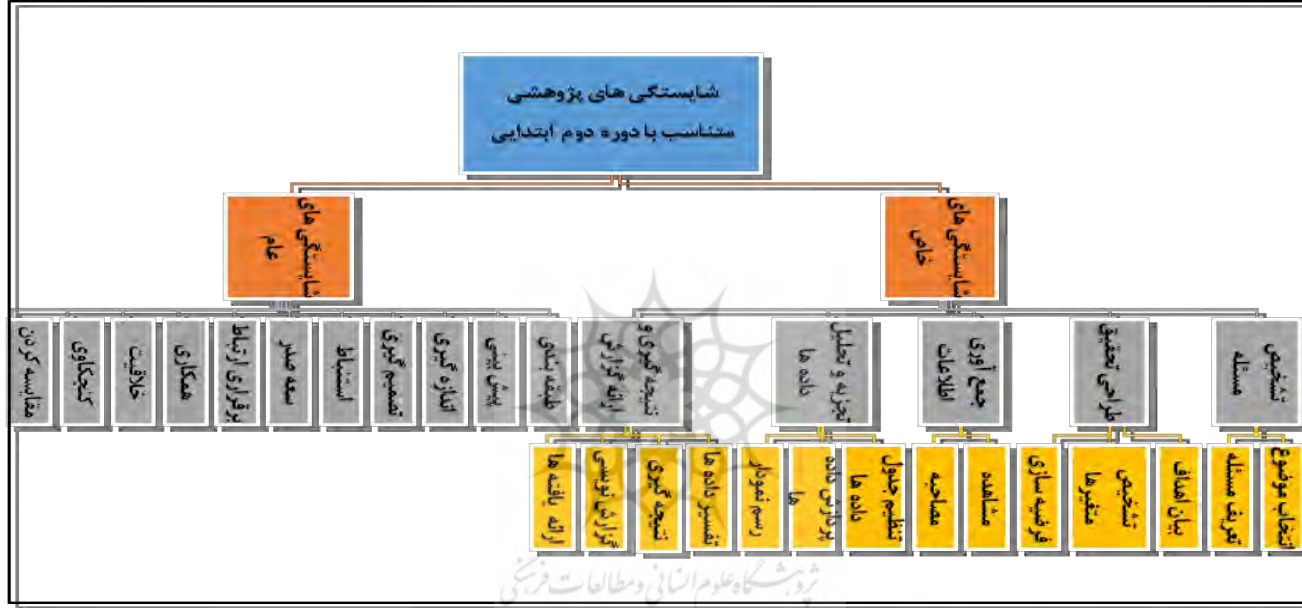 شایستگی های پژوهشی
متناسب با دوره دوم ابتدایی
شایستگی های
خاص
شایستگی های
عام
تشخیص
مسئله
طراحی تحقیق
جمع آوری
اطلاعات
تجزیه و تحلیل
داده ها
نتیجه گیری و
ارائه گزارش
طبقه بندی
پیش بینی
اندازه گیری
تصمیم گیری
استنباط
سعه صدر
برقراری ارتباط
همکاری
خلاقیت
کنجکاوی
مقایسه کردن
انتخاب موضوع
تعریف مسئله
بیان اهداف
تشخیص
متغیرها
فرضیه سازی
مشاهده
مصاحبه
تنظیم جدول
داده ها
پردازش داده
ها
رسم نمودار
تفسیر داده ها
نتیجه گیری
گزارش نویسی
ارائه یافته ها
پژوهشگاه علوم انسانی و مطالعات فرهنگی